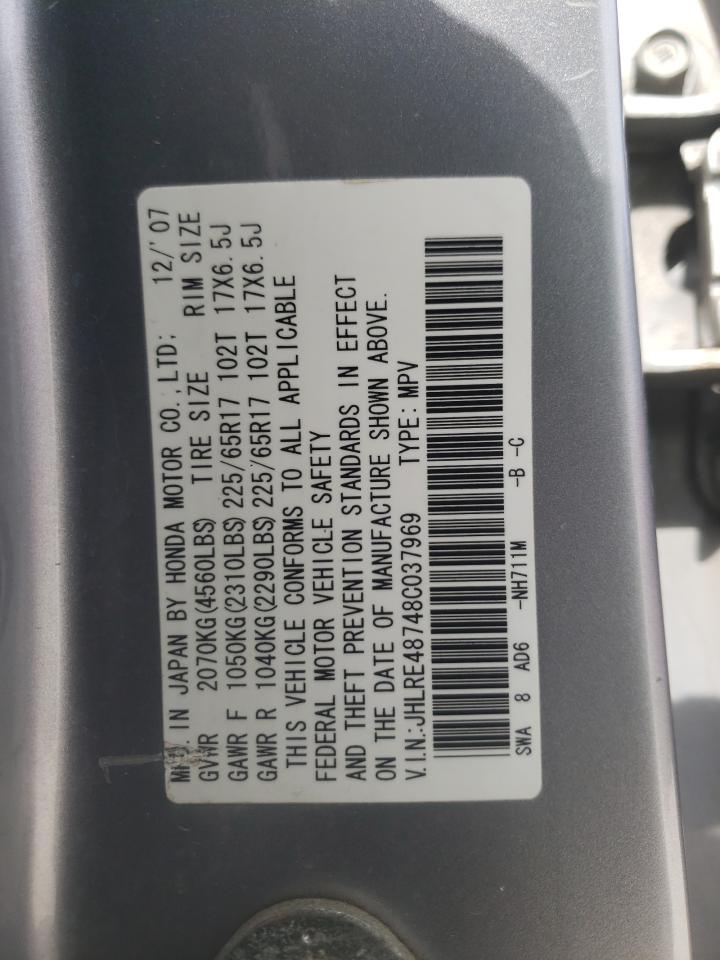 MFD. IN JAPAN BY HONDA MOTOR CO.,LTD; 12/'07
GVWR 2070KG(4560LBS) TIRE SIZE RIM SIZE
GAWR F 1050KG(2310LBS)225/65R17 102T 17X6.5J
GAWR R 1040KG(2290LBS)225/65R17 102T 17X6.5J
THIS VEHICLE CONFORMS TO ALL APPLICABLE
FEDERAL MOTOR VEHICLE SAFETY
AND THEFT PREVENTION STANDARDS IN EFFECT
ON THE DATE OF MANUFACTURE SHOWN ABOVE.
V.I.N.:JHLRE48748C037969 TYPE:MPV
SWA 8 AD6 -NH711M -B -C